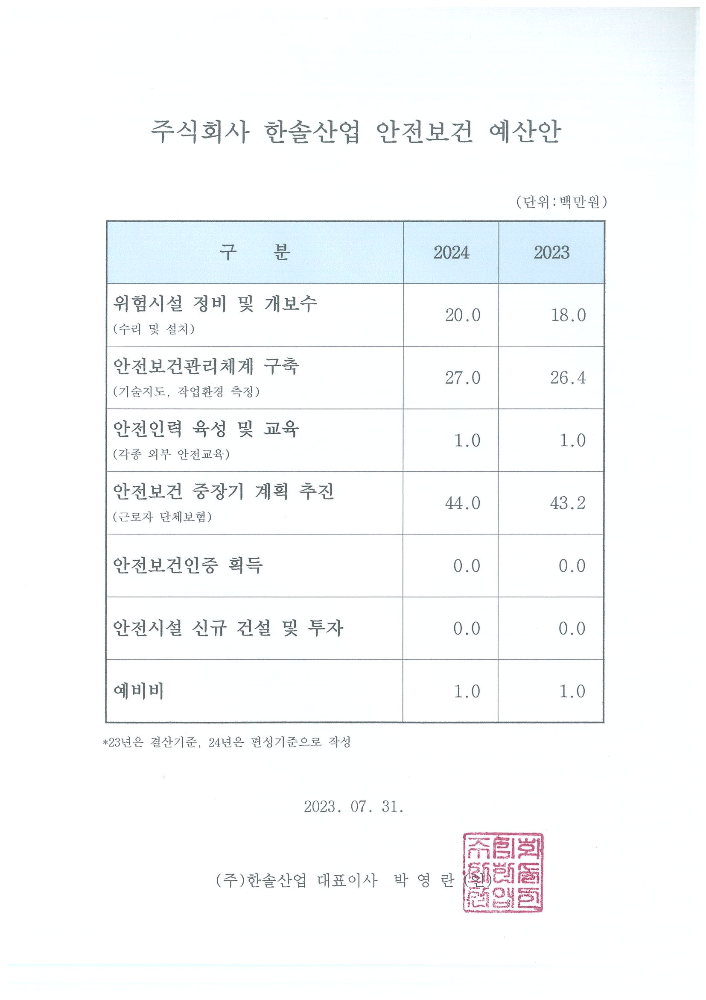 주식회사 한솔산업 안전보건 예산안
(단위:백만원)
구 분 2024 2023
위험시설 정비 및 개보수
(수리 및 설치)
20.0 18.0
안전보건관리체계 구축
(기술지도, 작업환경 측정)
27.0 26.4
안전인력 육성 및 교육
(각종 외부 안전교육)
1.0 1.0
안전보건 중장기 계획 추진
(근로자 단체보험)
44.0 43.2
안전보건인증 획득 0.0 0.0
안전시설 신규 건설 및 투자 0.0 0.0
예비비 1.0 1.0
*23년은 결산기준, 24년은 편성기준으로 작성
2023. 07. 31.
(주)한솔산업 대표이사 박 영 란 (인)